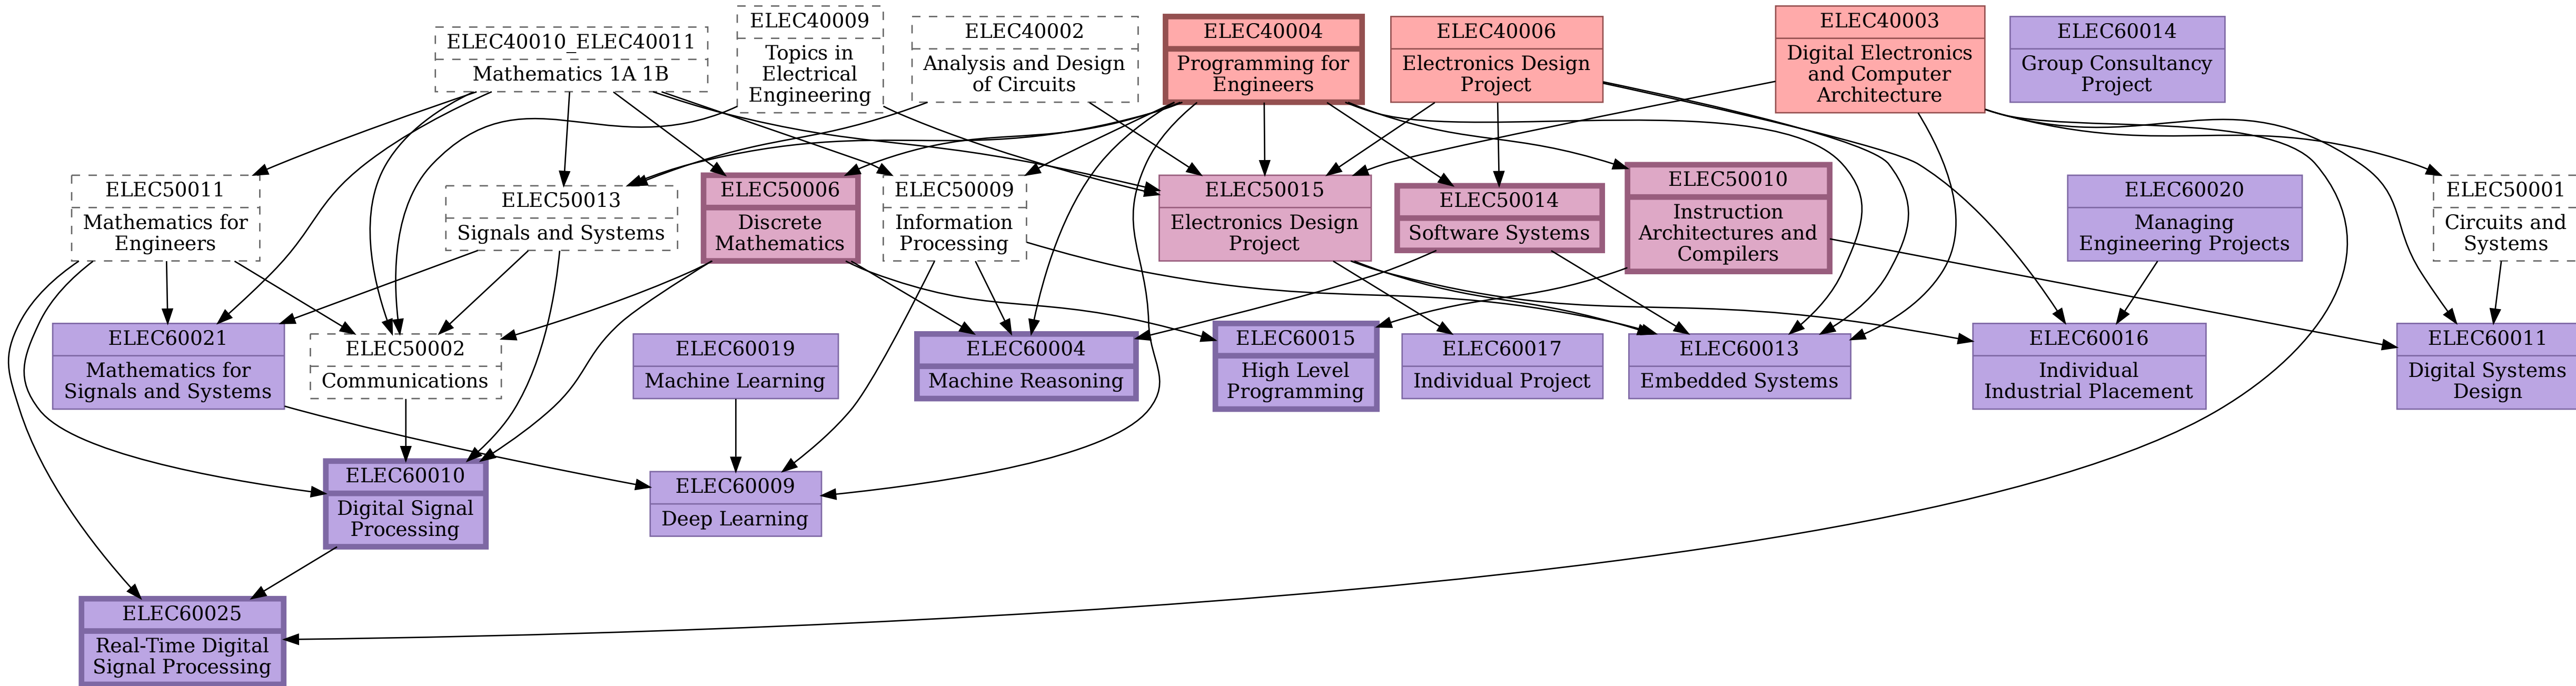 ELEC40010_ELEC40011
Mathematics 1A 1B
ELEC40009
Topics in
Electrical
Engineering
ELEC40002
Analysis and Design
of Circuits
ELEC40004
Programming for
Engineers
ELEC40006
Electronics Design
Project
ELEC40003
Digital Electronics
and Computer
Architecture
ELEC60014
Group Consultancy
Project
ELEC50011
Mathematics for
Engineers
ELEC50013
Signals and Systems
ELEC50006
Discrete
Mathematics
ELEC50009
Information
Processing
ELEC50015
Electronics Design
Project
ELEC50014
Software Systems
ELEC50010
Instruction
Architectures and
Compilers
ELEC60020
Managing
Engineering Projects
ELEC50001
Circuits and
Systems
ELEC60021
Mathematics for
Signals and Systems
ELEC50002
Communications
ELEC60019
Machine Learning
ELEC60004
Machine Reasoning
ELEC60015
High Level
Programming
ELEC60017
Individual Project
ELEC60013
Embedded Systems
ELEC60016
Individual
Industrial Placement
ELEC60011
Digital Systems
Design
ELEC60010
Digital Signal
Processing
ELEC60009
Deep Learning
ELEC60025
Real-Time Digital
Signal Processing